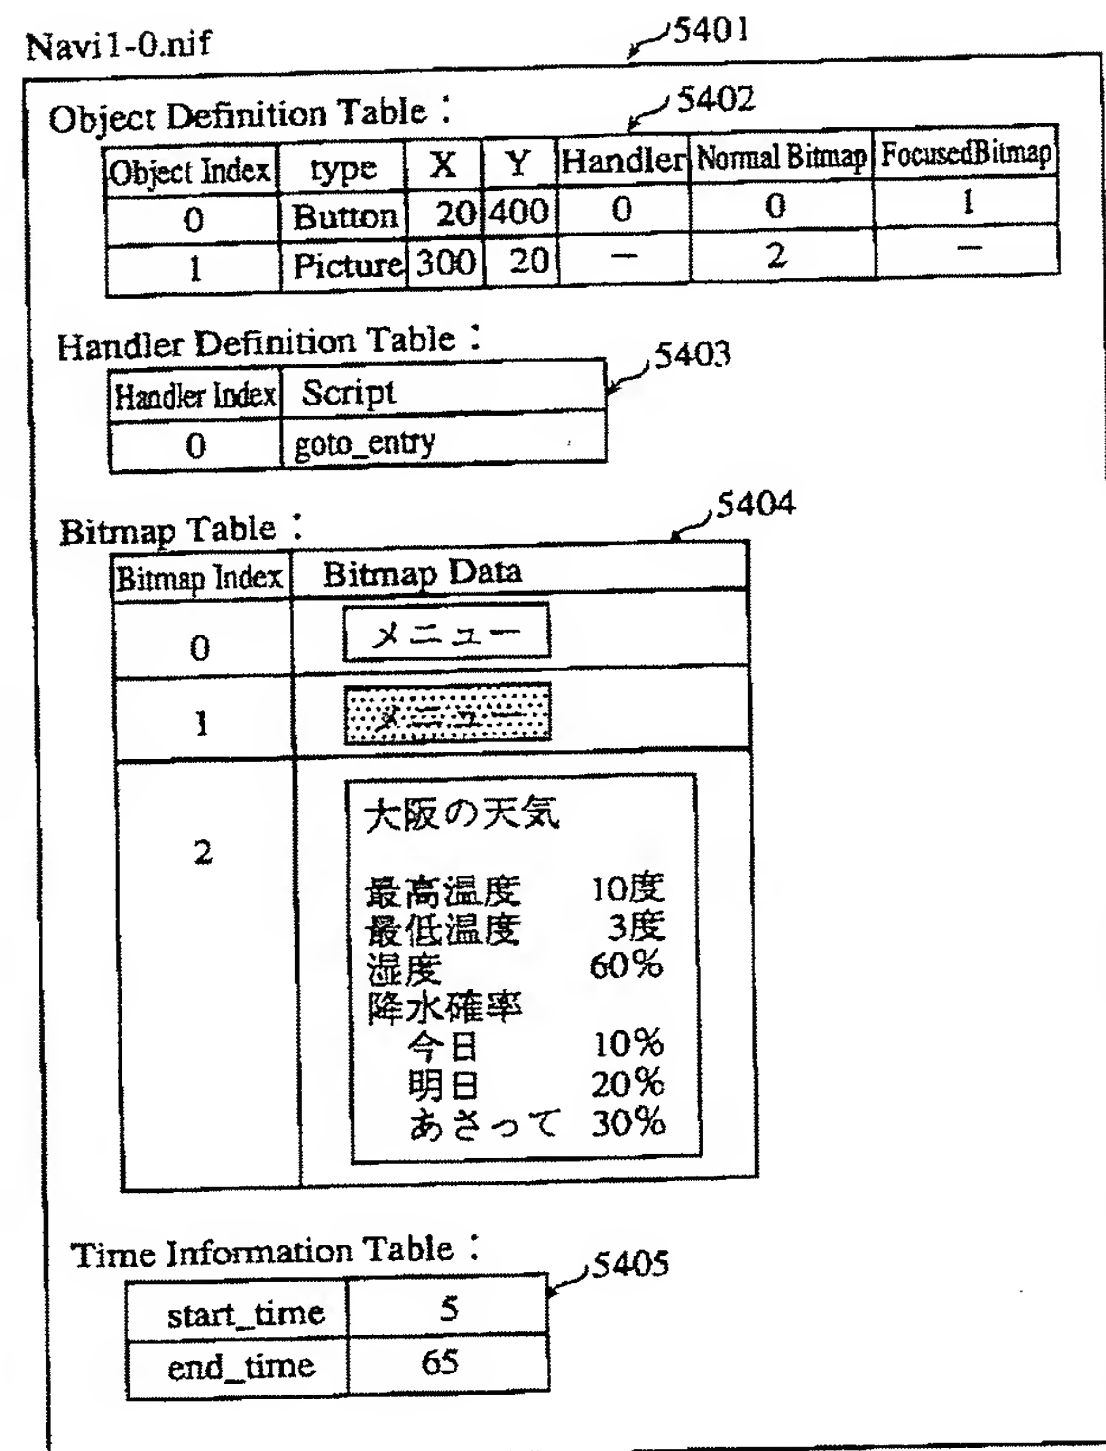 Navi1-0.nif
5401
Object Definition Table :
5402
Object Index type X Y Handler Normal Bitmap FocusedBitmap
0 Button 20 400 0 0 1
1 Picture 300 20 — 2 —
Handler Definition Table :
5403
Handler Index Script
0 goto_entry
Bitmap Table :
5404
Bitmap Index Bitmap Data
0 メニュー
1 メニュー
2
大阪の天気
最高温度 10度
最低温度 3度
湿度 60%
降水確率
今日 10%
明日 20%
あさって 30%
Time Information Table :
5405
start_time 5
end_time 65